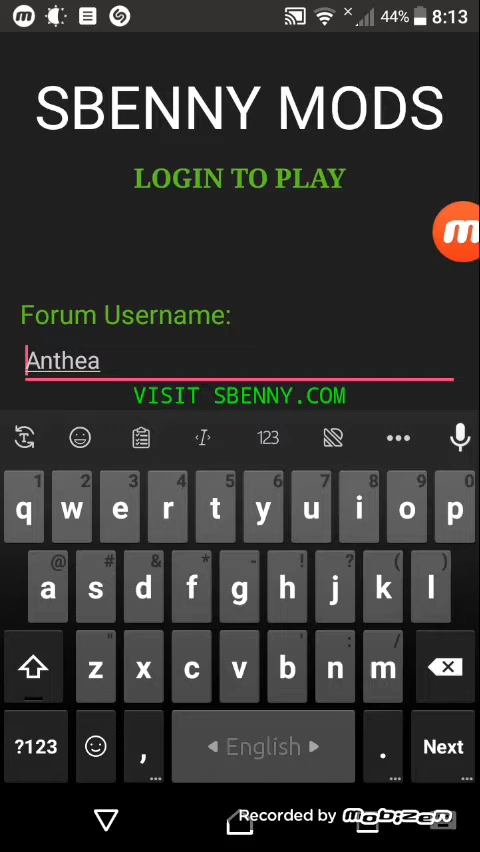 44% 8:13
SBENNY MODS
LOGIN TO PLAY
Forum Username:
Anthea
VISIT SBENNY.COM
123
1 2 3 4 5 6 7 8 9 0
q w e r t y u i o p
@ # & * - ! ? ( )
a s d f g h j k l
" ' : /
z x c v b n m
?123 , English . Next
Recorded by Mobizen